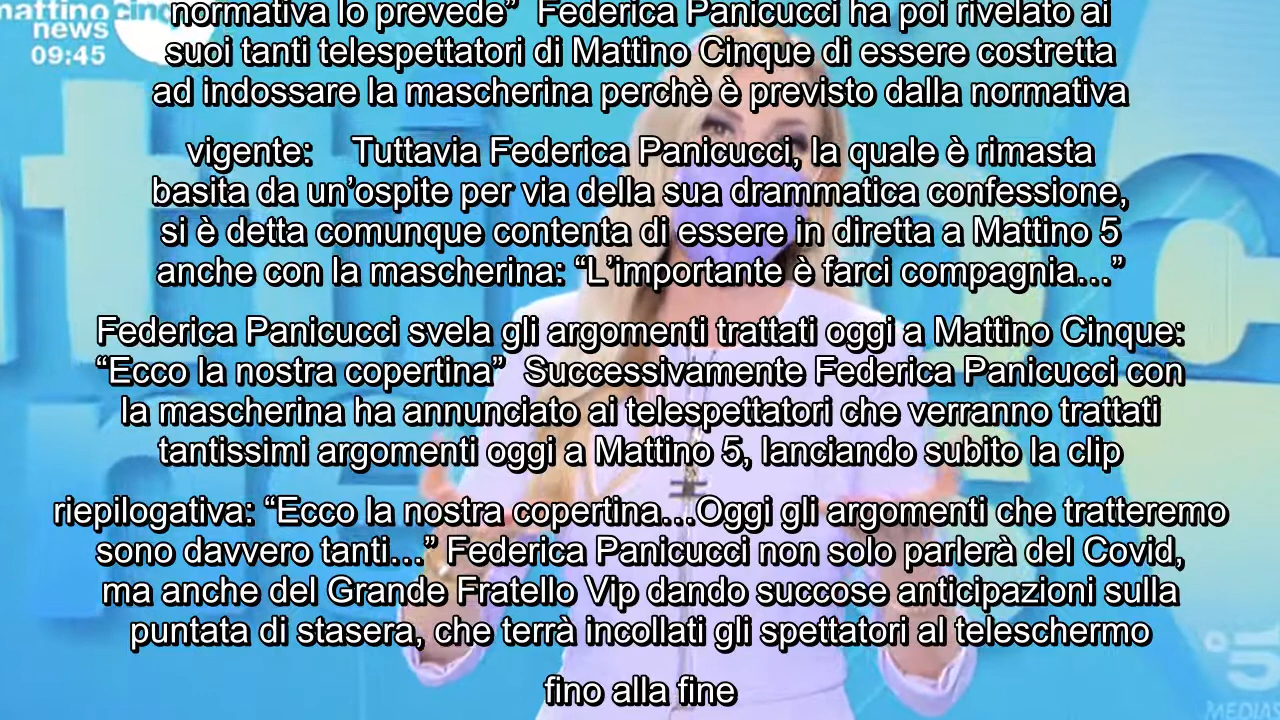 mattino cinque
news
09:45
normativa lo prevede” Federica Panicucci ha poi rivelato ai
suoi tanti telespettatori di Mattino Cinque di essere costretta
ad indossare la mascherina perchè è previsto dalla normativa
vigente: Tuttavia Federica Panicucci, la quale è rimasta
basita da un’ospite per via della sua drammatica confessione,
si è detta comunque contenta di essere in diretta a Mattino 5
anche con la mascherina: “L’importante è farci compagnia…”
Federica Panicucci svela gli argomenti trattati oggi a Mattino Cinque:
“Ecco la nostra copertina” Successivamente Federica Panicucci con
la mascherina ha annunciato ai telespettatori che verranno trattati
tantissimi argomenti oggi a Mattino 5, lanciando subito la clip
riepilogativa: “Ecco la nostra copertina…Oggi gli argomenti che tratteremo
sono davvero tanti…” Federica Panicucci non solo parlerà del Covid,
ma anche del Grande Fratello Vip dando succose anticipazioni sulla
puntata di stasera, che terrà incollati gli spettatori al teleschermo
fino alla fine
5